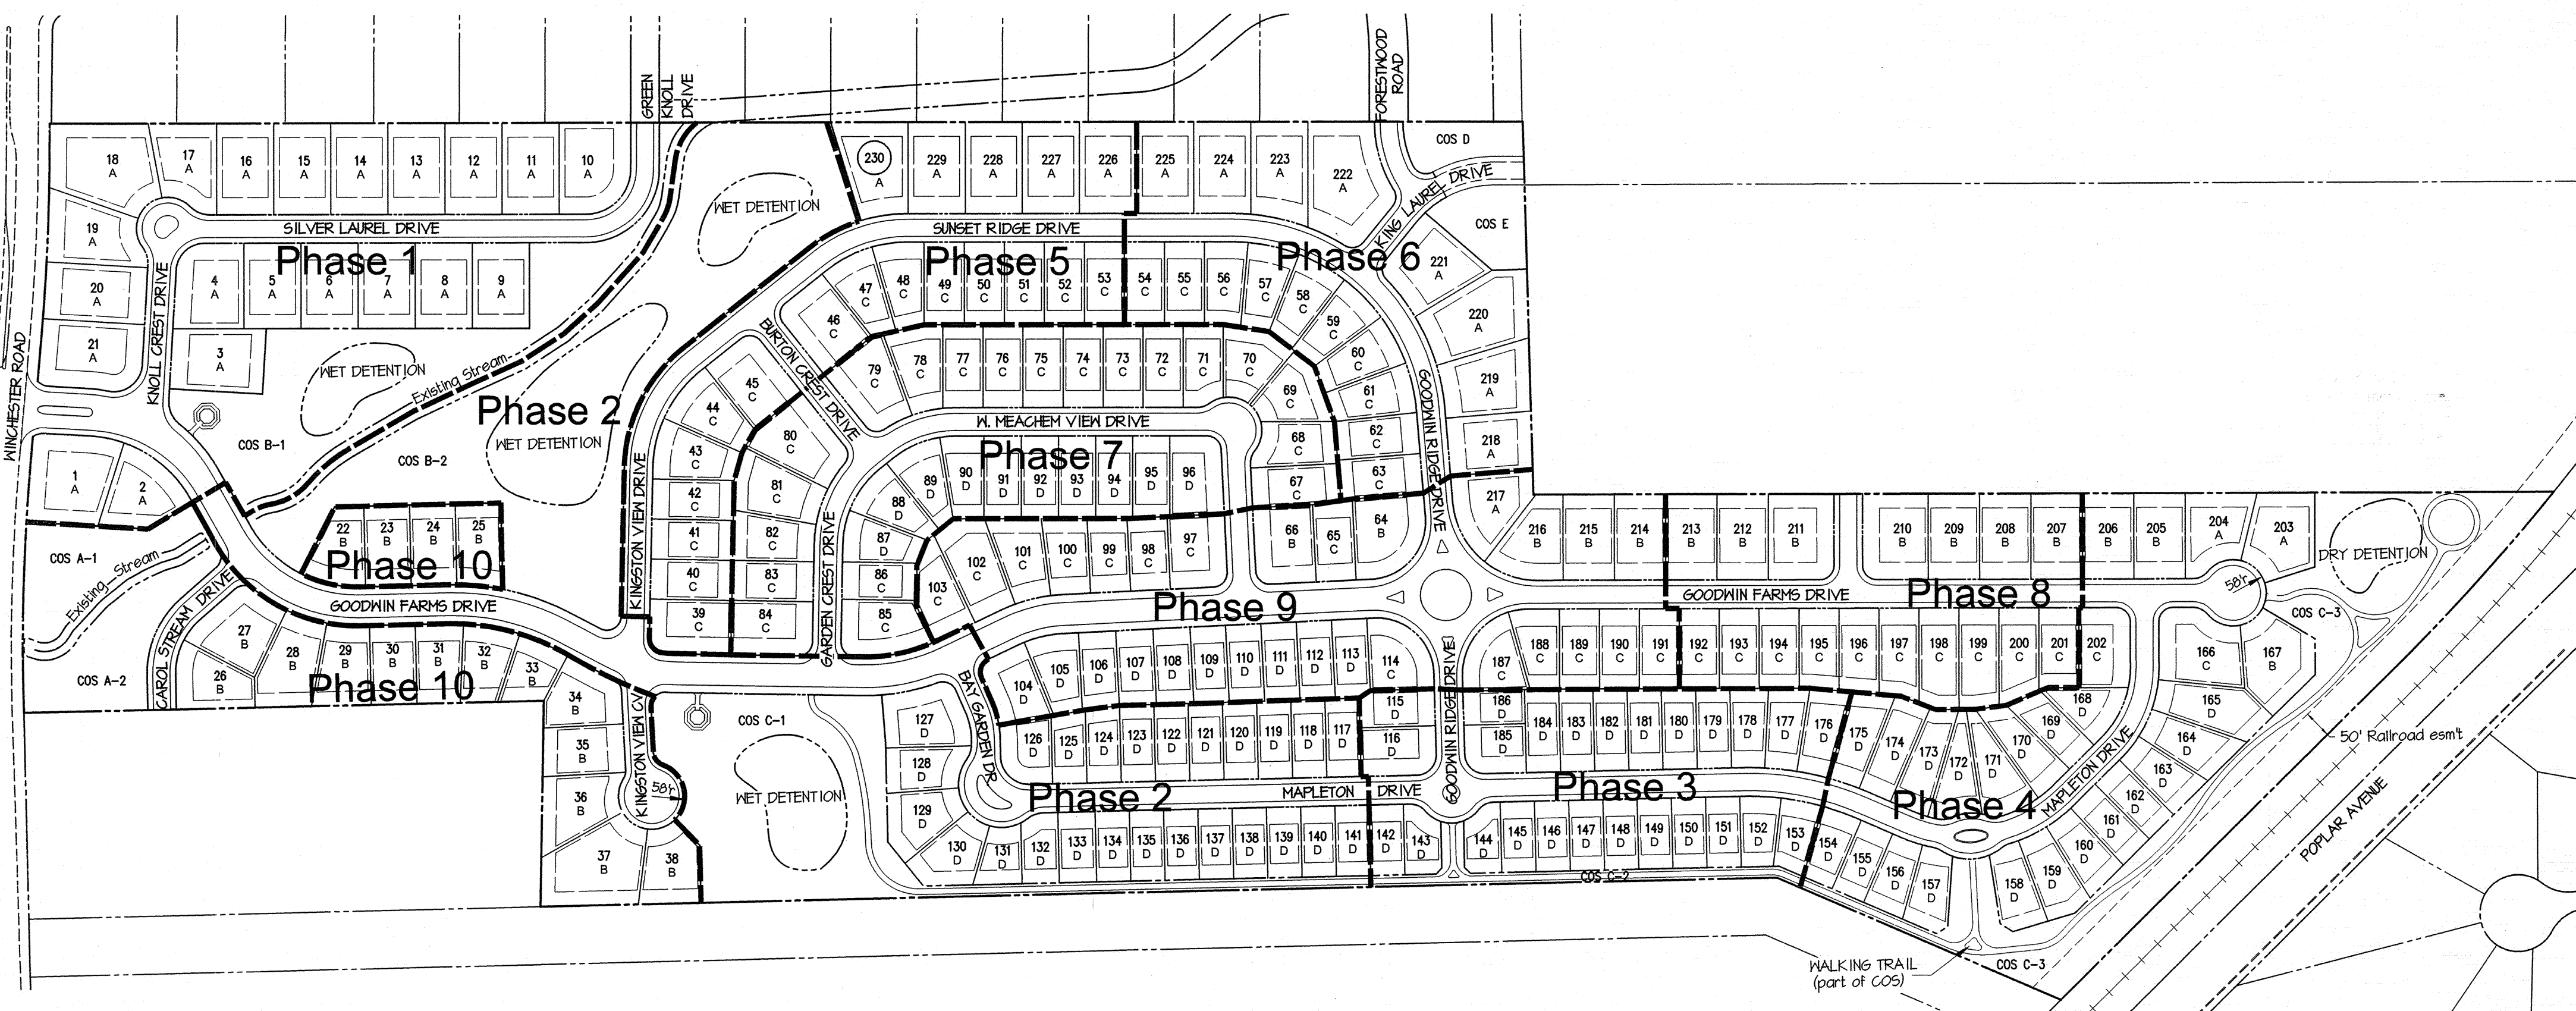 GREEN
KNOLL
DRIVE
FORESTWOOD
ROAD
COS D
KING LAUREL DRIVE
COS E
18
A
17
A
16
A
15
A
14
A
13
A
12
A
11
A
10
A
230
A
229
A
228
A
227
A
226
A
225
A
224
A
223
A
222
A
WET DETENTION
19
A
SILVER LAUREL DRIVE
SUNSET RIDGE DRIVE
Phase 1
Phase 5
Phase 6
20
A
21
A
KNOLL CREST DRIVE
WINCHESTER ROAD
4
A
5
A
6
A
7
A
8
A
9
A
3
A
WET DETENTION
Existing Stream
Phase 2
WET DETENTION
COS B-1
COS B-2
1
A
2
A
46
C
47
C
48
C
49
C
50
C
51
C
52
C
53
C
54
C
55
C
56
C
57
C
58
C
59
C
60
C
61
C
62
C
63
C
221
A
220
A
219
A
218
A
217
A
GOODWIN RIDGE DRIVE
BURTON CREST DRIVE
79
C
78
C
77
C
76
C
75
C
74
C
73
C
72
C
71
C
70
C
69
C
68
C
67
C
45
C
44
C
43
C
42
C
41
C
40
C
39
C
KINGSTON VIEW DRIVE
80
C
81
C
82
C
83
C
84
C
GARDEN CREST DRIVE
W. MEACHEM VIEW DRIVE
Phase 7
89
D
90
D
91
D
92
D
93
D
94
D
95
D
96
D
88
D
87
D
86
C
85
C
103
C
102
C
101
C
100
C
99
C
98
C
97
C
66
B
65
C
64
B
COS A-1
Existing Stream
COS A-2
CAROL STREAM DRIVE
22
B
23
B
24
B
25
B
Phase 10
GOODWIN FARMS DRIVE
26
B
27
B
28
B
29
B
30
B
31
B
32
B
33
B
Phase 10
34
B
35
B
36
B
37
B
38
B
KINGSTON VIEW CV
58'r
COS C-1
WET DETENTION
Phase 9
216
B
215
B
214
B
213
B
212
B
211
B
210
B
209
B
208
B
207
B
206
B
205
B
204
A
203
A
DRY DETENTION
GOODWIN FARMS DRIVE
Phase 8
58'r
COS C-3
104
D
105
D
106
D
107
D
108
D
109
D
110
D
111
D
112
D
113
D
114
C
115
D
116
D
BAY GARDEN DR
GOODWIN RIDGE DRIVE
187
C
188
C
189
C
190
C
191
C
192
C
193
C
194
C
195
C
196
C
197
C
198
C
199
C
200
C
201
C
202
C
166
C
167
B
165
D
164
D
163
D
162
D
161
D
160
D
159
D
158
D
127
D
128
D
129
D
130
D
131
D
132
D
126
D
125
D
124
D
123
D
122
D
121
D
120
D
119
D
118
D
117
D
186
D
185
D
184
D
183
D
182
D
181
D
180
D
179
D
178
D
177
D
176
D
175
D
174
D
173
D
172
D
171
D
170
D
169
D
168
D
50' Railroad esm't
Phase 2
MAPLETON DRIVE
Phase 3
Phase 4
MAPLETON DRIVE
POPLAR AVENUE
133
D
134
D
135
D
136
D
137
D
138
D
139
D
140
D
141
D
142
D
143
D
144
D
145
D
146
D
147
D
148
D
149
D
150
D
151
D
152
D
153
D
154
D
155
D
156
D
157
D
COS C-2
WALKING TRAIL
(part of COS)
COS C-3